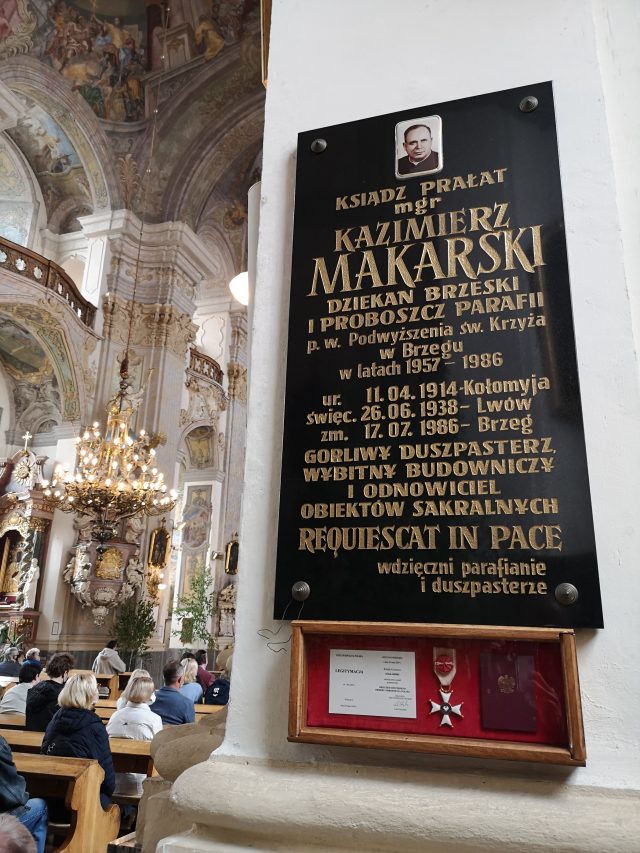 KSIĄDZ PRAŁAT
mgr
KAZIMIERZ
MAKARSKI
DZIEKAN BRZESKI
I PROBOSZCZ PARAFII
p. w. Podwyższenia św. Krzyża
w Brzegu
w latach 1957 - 1986
ur. 11.04.1914 - Kołomyja
święc. 26.06.1938 - Lwów
zm. 17.07.1986 - Brzeg
GORLIWY DUSZPASTERZ,
WYBITNY BUDOWNICZY
I ODNOWICIEL
OBIEKTÓW SAKRALNYCH
REQUIESCAT IN PACE
wdzięczni parafianie
i duszpasterze
LEGITYMACJA